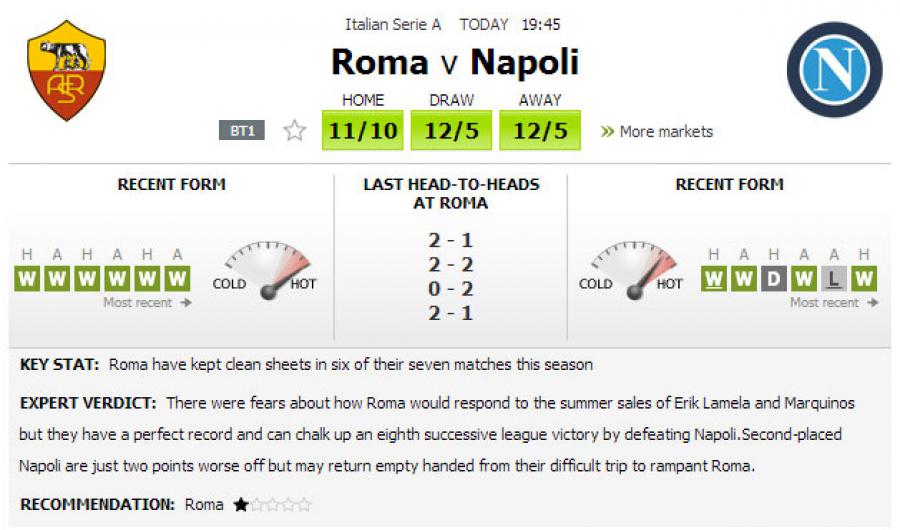 Italian Serie A TODAY 19:45
Roma v Napoli
HOME DRAW AWAY
BT1 11/10 12/5 12/5 » More markets
ASR
N
RECENT FORM
H A H A H A
W W W W W W
Most recent →
COLD HOT
LAST HEAD-TO-HEADS
AT ROMA
2 - 1
2 - 2
0 - 2
2 - 1
RECENT FORM
COLD HOT
H A H A A H
W W D W L W
Most recent →
KEY STAT: Roma have kept clean sheets in six of their seven matches this season
EXPERT VERDICT: There were fears about how Roma would respond to the summer sales of Erik Lamela and Marquinos
but they have a perfect record and can chalk up an eighth successive league victory by defeating Napoli.Second-placed
Napoli are just two points worse off but may return empty handed from their difficult trip to rampant Roma.
RECOMMENDATION: Roma ★☆☆☆☆